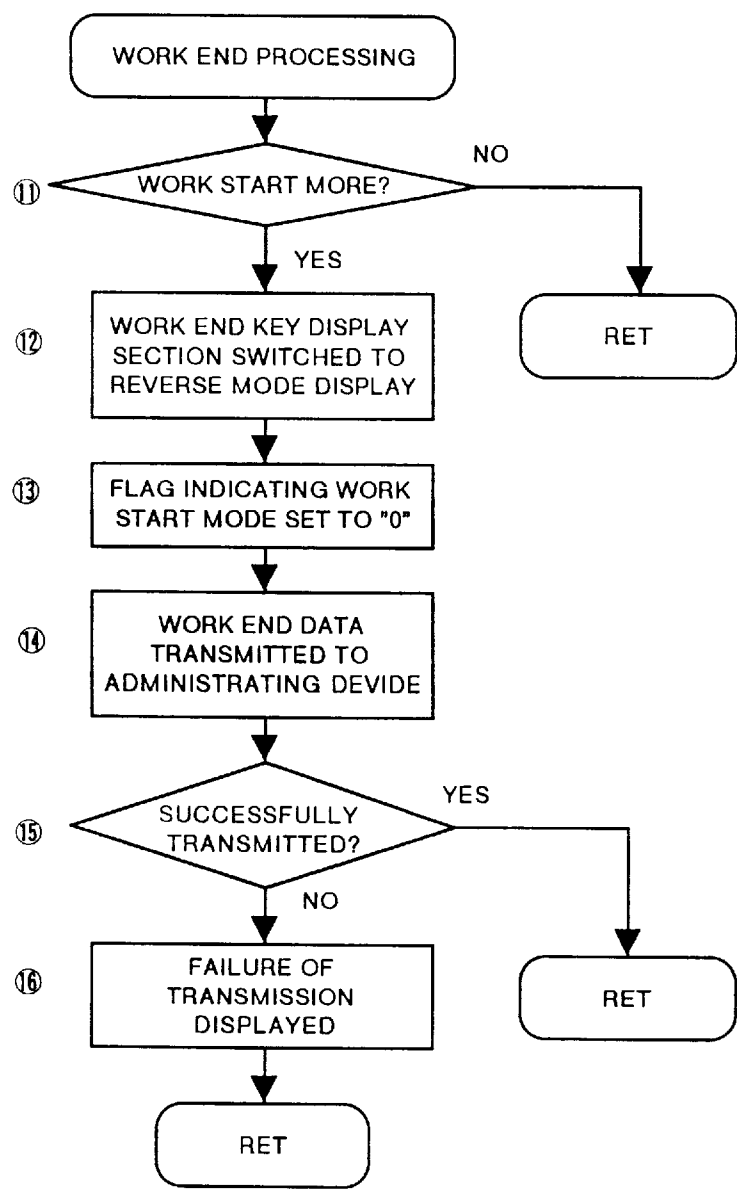 WORK END PROCESSING
⑪
WORK START MORE?
NO
YES
RET
⑫
WORK END KEY DISPLAY
SECTION SWITCHED TO
REVERSE MODE DISPLAY
⑬
FLAG INDICATING WORK
START MODE SET TO "0"
⑭
WORK END DATA
TRANSMITTED TO
ADMINISTRATING DEVIDE
⑮
SUCCESSFULLY
TRANSMITTED?
YES
NO
RET
⑯
FAILURE OF
TRANSMISSION
DISPLAYED
RET